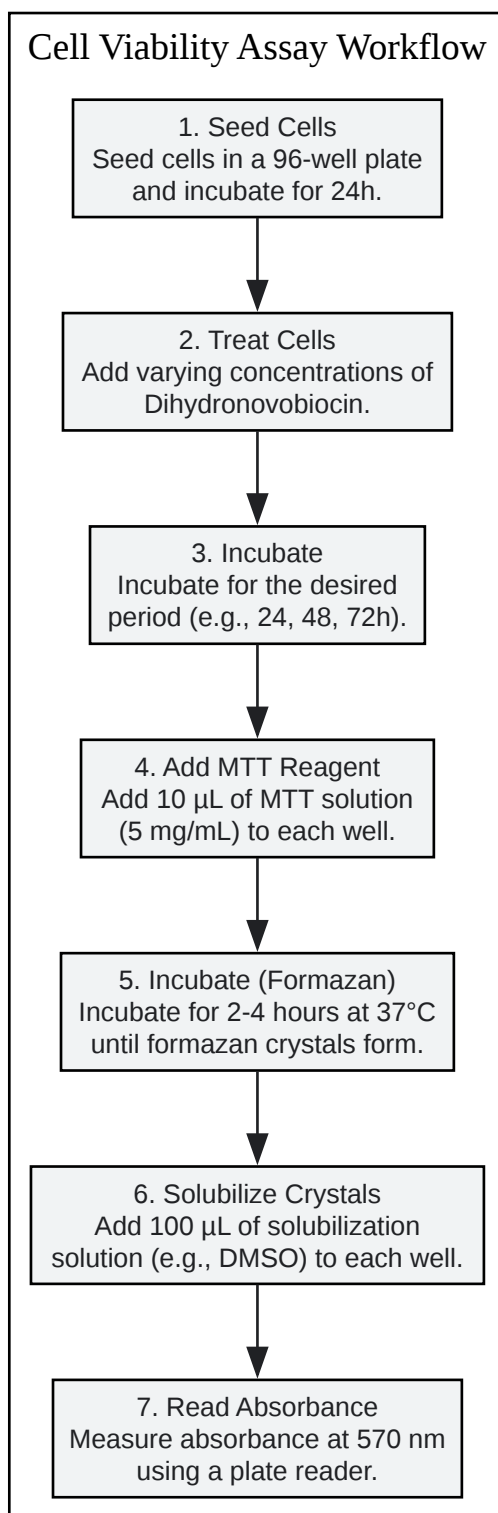 Cell Viability Assay Workflow
1. Seed Cells
Seed cells in a 96-well plate
and incubate for 24h.
2. Treat Cells
Add varying concentrations of
Dihydronovobiocin.
3. Incubate
Incubate for the desired
period (e.g., 24, 48, 72h).
4. Add MTT Reagent
Add 10 µL of MTT solution
(5 mg/mL) to each well.
5. Incubate (Formazan)
Incubate for 2-4 hours at 37°C
until formazan crystals form.
6. Solubilize Crystals
Add 100 µL of solubilization
solution (e.g., DMSO) to each well.
7. Read Absorbance
Measure absorbance at 570 nm
using a plate reader.